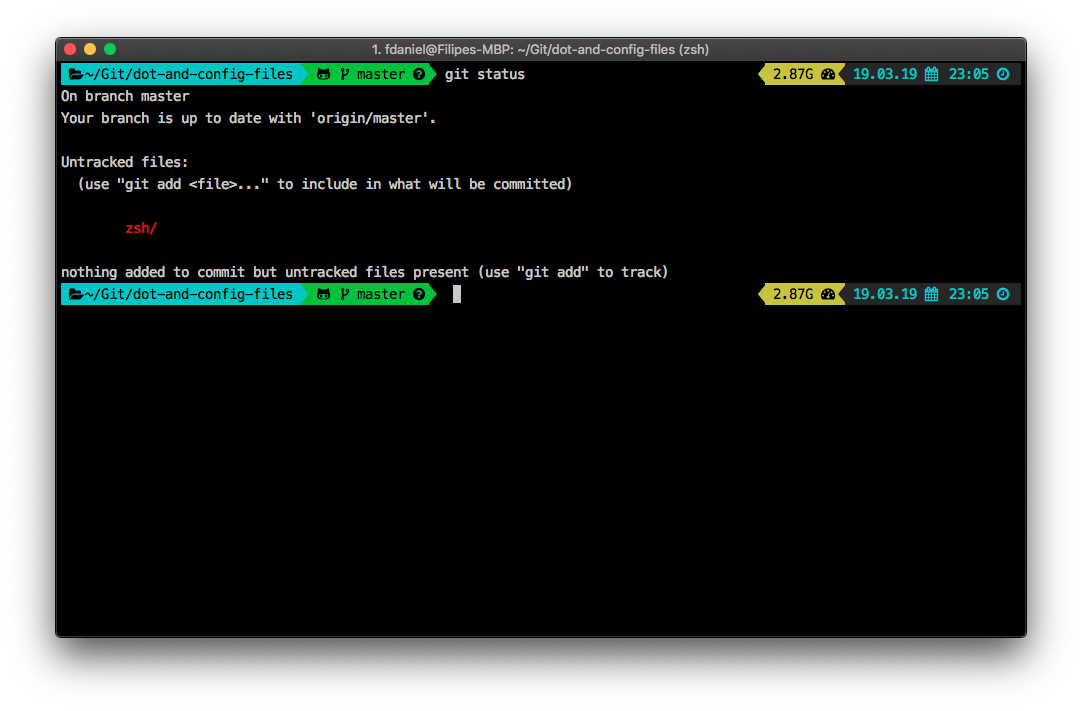 1. fdaniel@Filipes-MBP: ~/Git/dot-and-config-files (zsh)
~/Git/dot-and-config-files master git status 2.87G 19.03.19 23:05
On branch master
Your branch is up to date with 'origin/master'.
Untracked files:
(use "git add <file>..." to include in what will be committed)
zsh/
nothing added to commit but untracked files present (use "git add" to track)
~/Git/dot-and-config-files master 2.87G 19.03.19 23:05